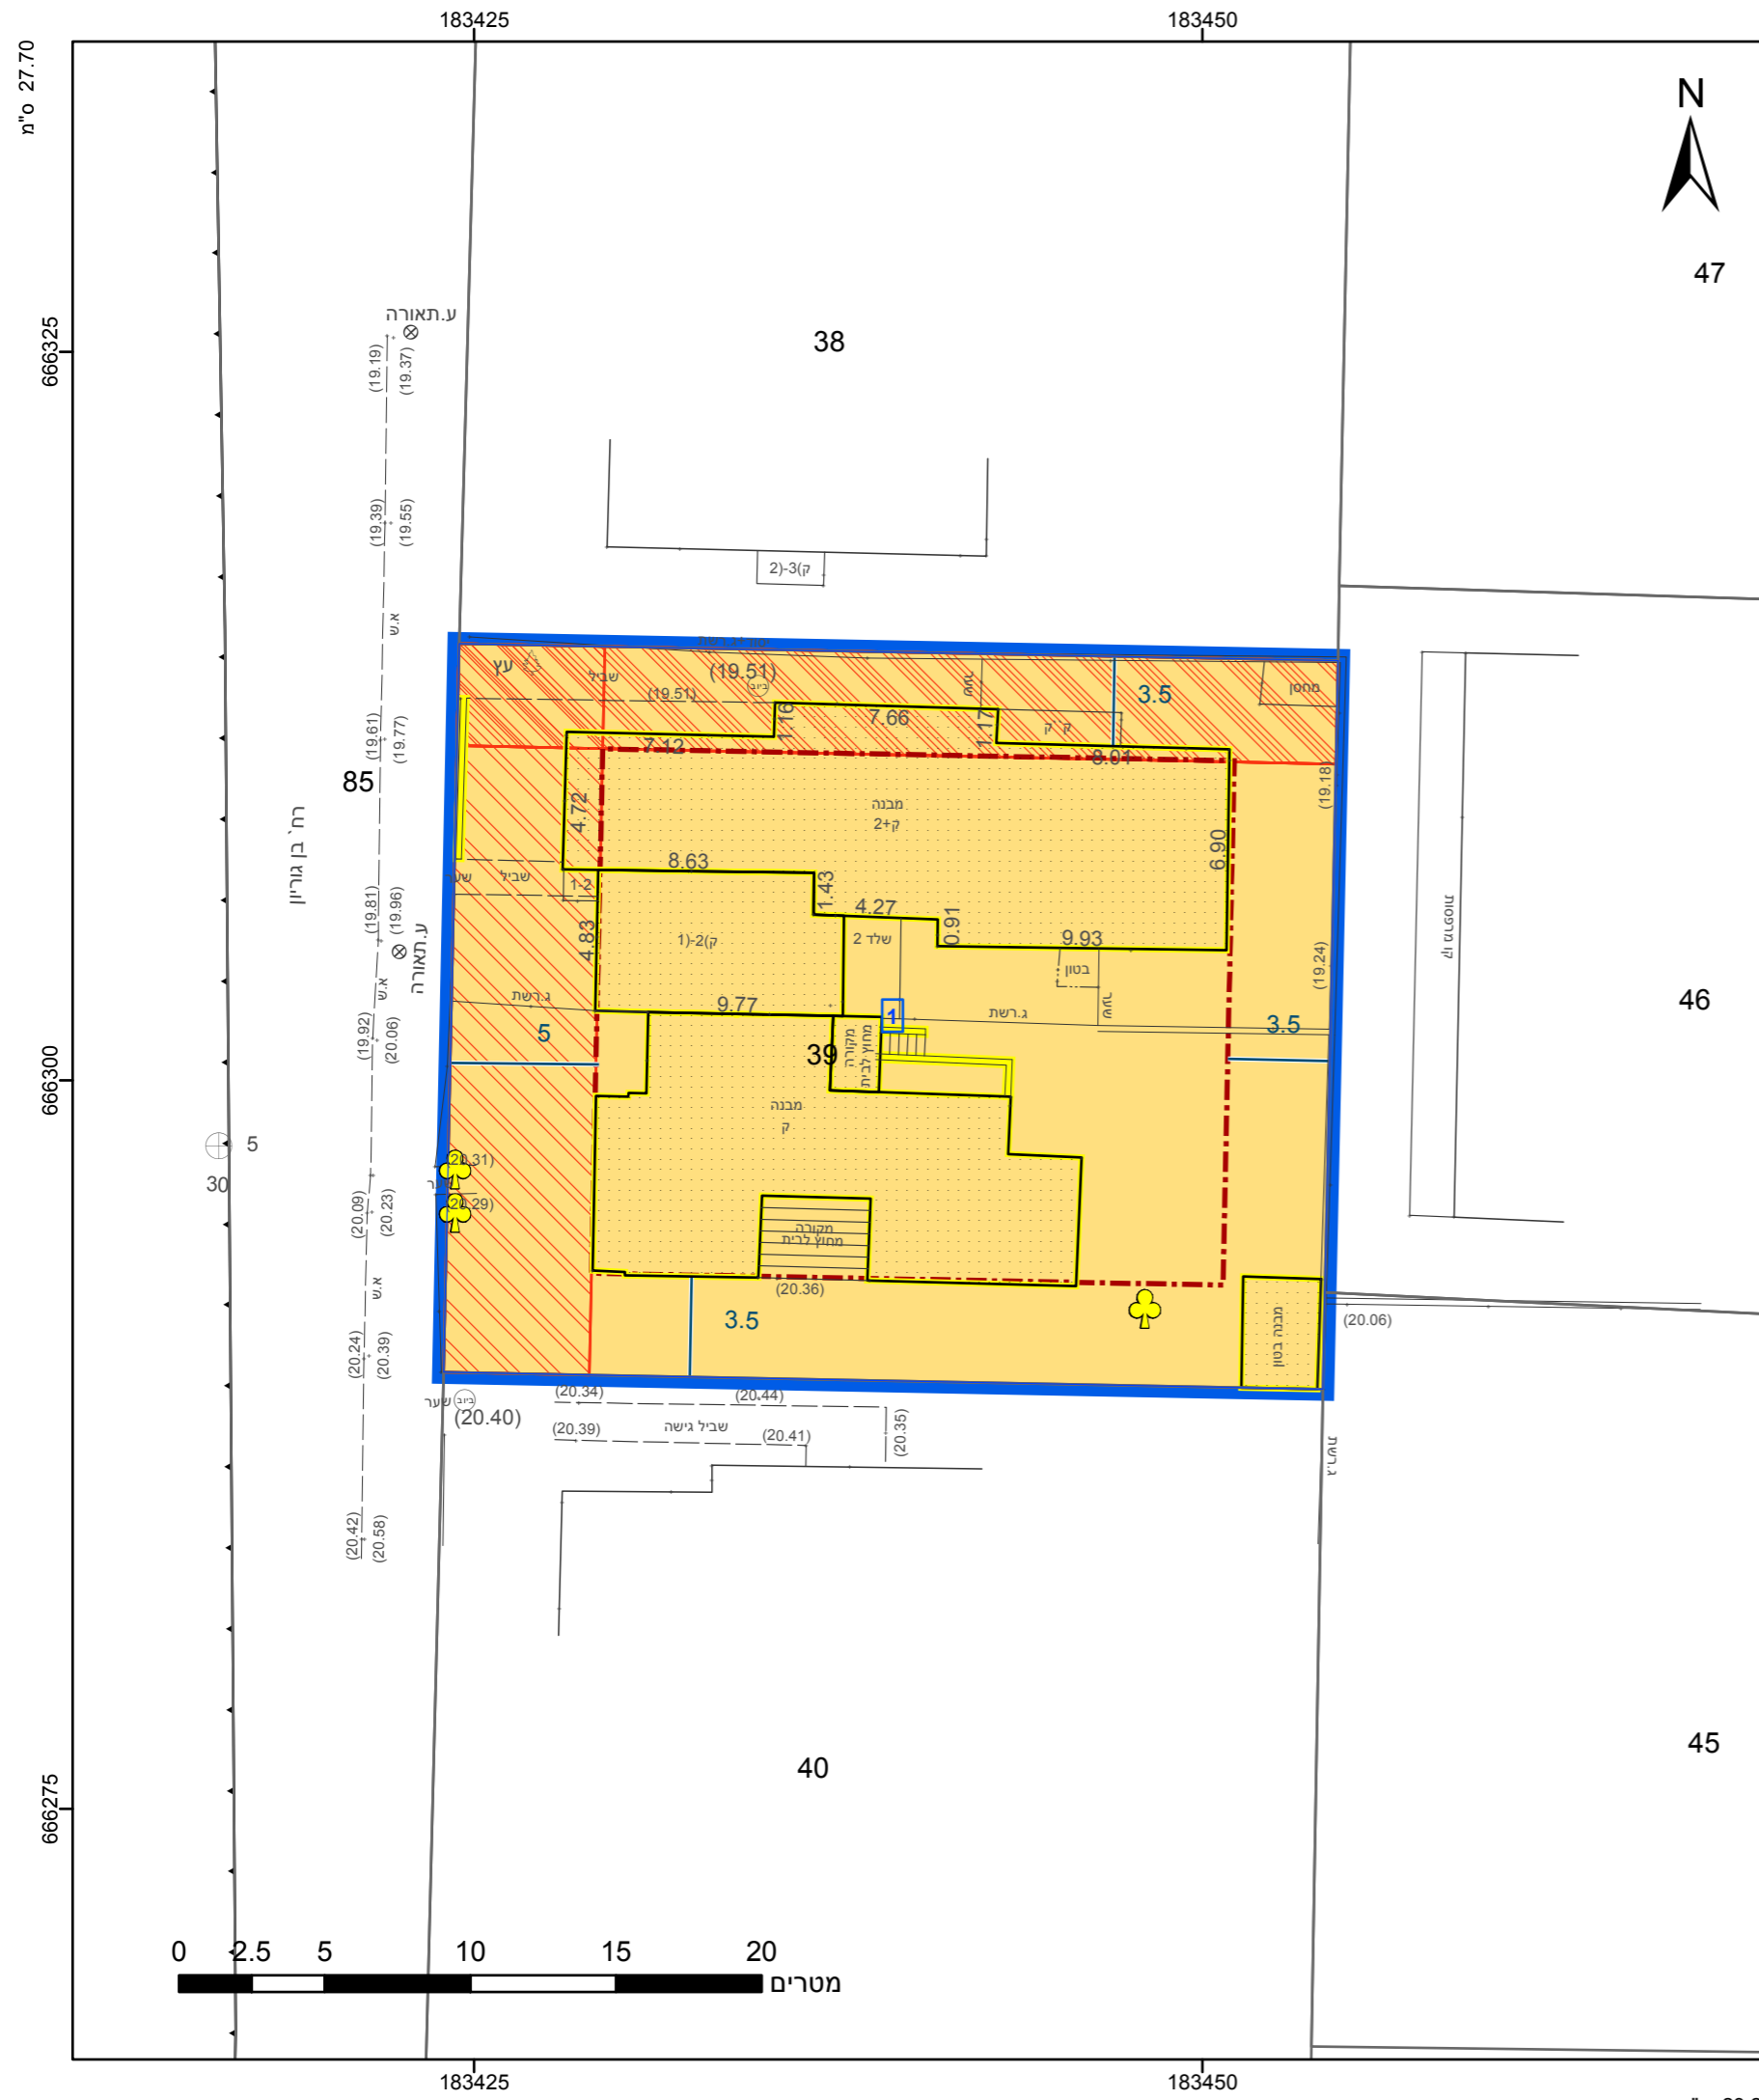 183425
183450
27.70 ס"מ
N
47
ע.תאורה
666325
(19.19)
(19.37)
38
(19.39)
(19.55)
ק)3-(2
א.ש
עץ
שביל
(19.51)
ביוב
(19.51)
שער
3.5
מחסן
(19.61)
(19.77)
1.16
7.66
1.17
7.12
8.01
85
(19.18)
4.72
מבנה
ק+2
6.90
רח` בן גוריון
8.63
שביל
1-2
1.43
4.27
0.91
9.93
(19.81)
(19.96)
ע.תאורה
4.83
ק)2-(1
שלד 2
בטון
קו מרפסות
(19.24)
א.ש
ג.רשת
9.77
שער
46
1
ג.רשת
3.5
(19.92)
(20.06)
5
מקורה
מחוץ לבית
39
666300
מבנה
ק
5
30
(20.31)
(20.29)
(20.09)
(20.23)
מקורה
מחוץ לבית
א.ש
(20.36)
3.5
מבנה בטון
(20.06)
(20.24)
(20.39)
שער
ביוב
(20.40)
(20.34)
(20.44)
(20.39)
שביל גישה
(20.41)
(20.35)
ג.רשת
(20.42)
(20.58)
40
45
666275
0 2.5 5 10 15 20
מטרים
183425
183450